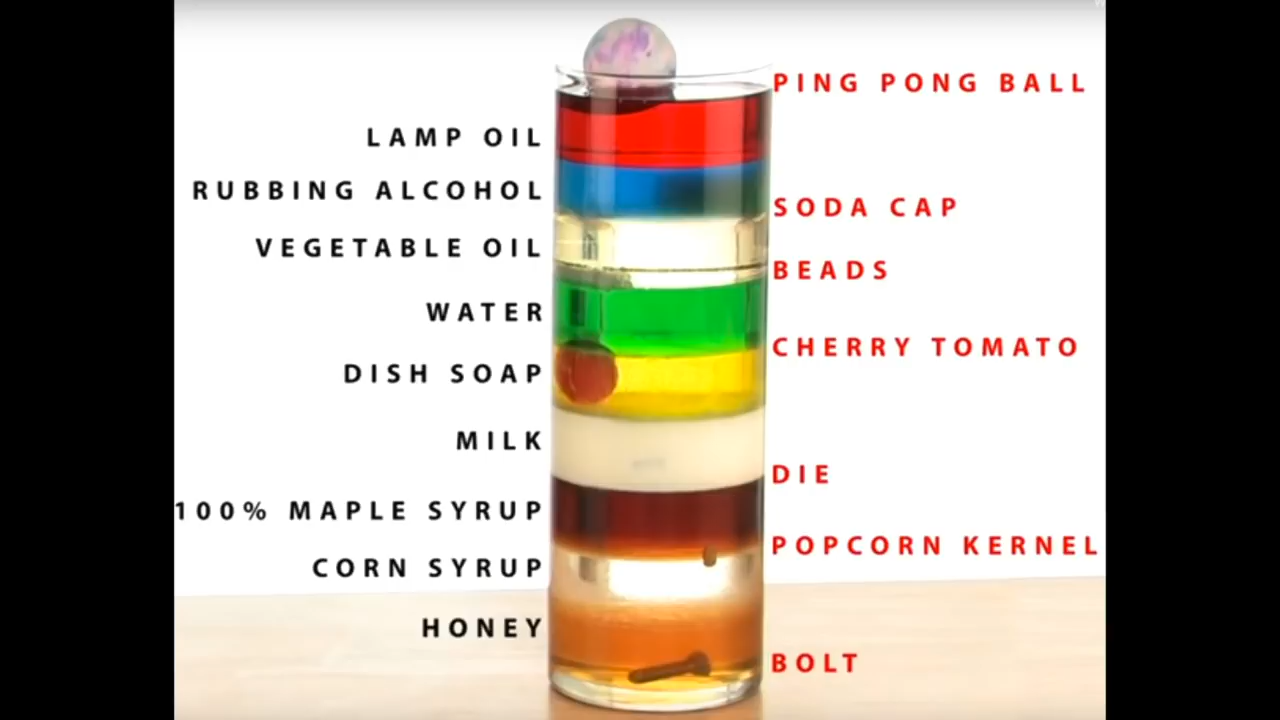 PING PONG BALL
LAMP OIL
RUBBING ALCOHOL
SODA CAP
VEGETABLE OIL
BEADS
WATER
CHERRY TOMATO
DISH SOAP
MILK
DIE
100% MAPLE SYRUP
POPCORN KERNEL
CORN SYRUP
HONEY
BOLT